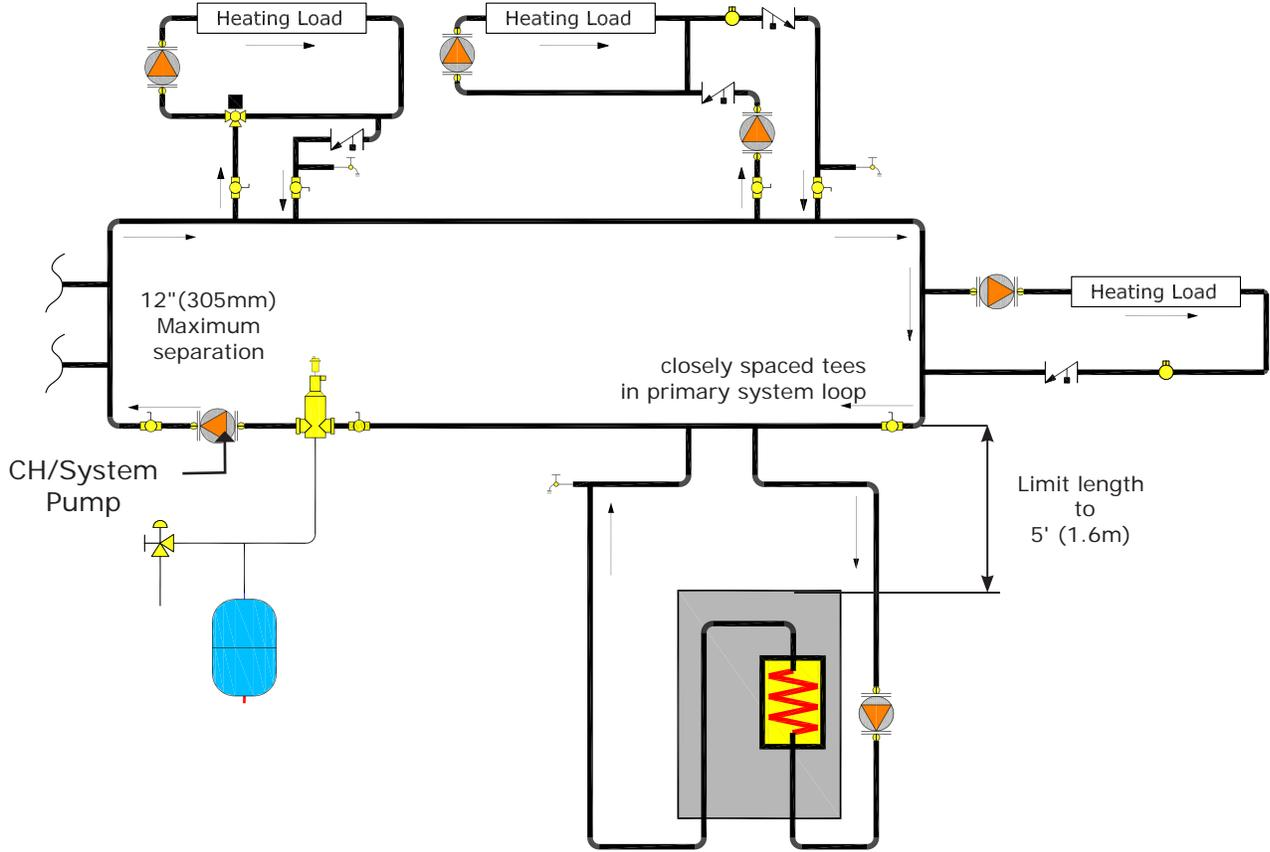 Heating Load
Heating Load
Heating Load
12"(305mm)
Maximum
separation
closely spaced tees
in primary system loop
CH/System
Pump
Limit length
to
5' (1.6m)